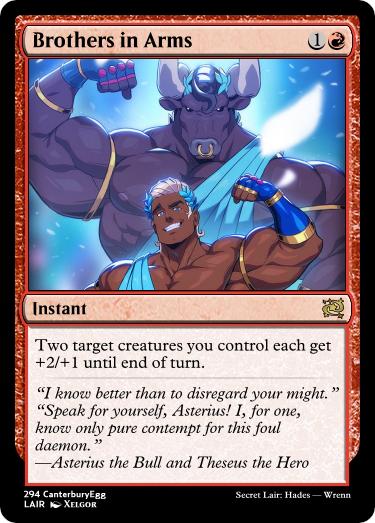 Brothers in Arms 1
Instant
Two target creatures you control each get
+2/+1 until end of turn.
“I know better than to disregard your might.”
“Speak for yourself, Asterius! I, for one,
know only pure contempt for this foul
daemon.”
—Asterius the Bull and Theseus the Hero
294 CanterburyEgg
LAIR Xelgor
Secret Lair: Hades — Wrenn